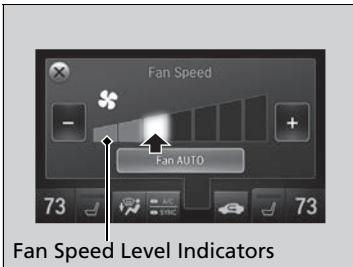 Fan Speed
-
+
Fan AUTO
73
A/C
SYNC
73
Fan Speed Level Indicators